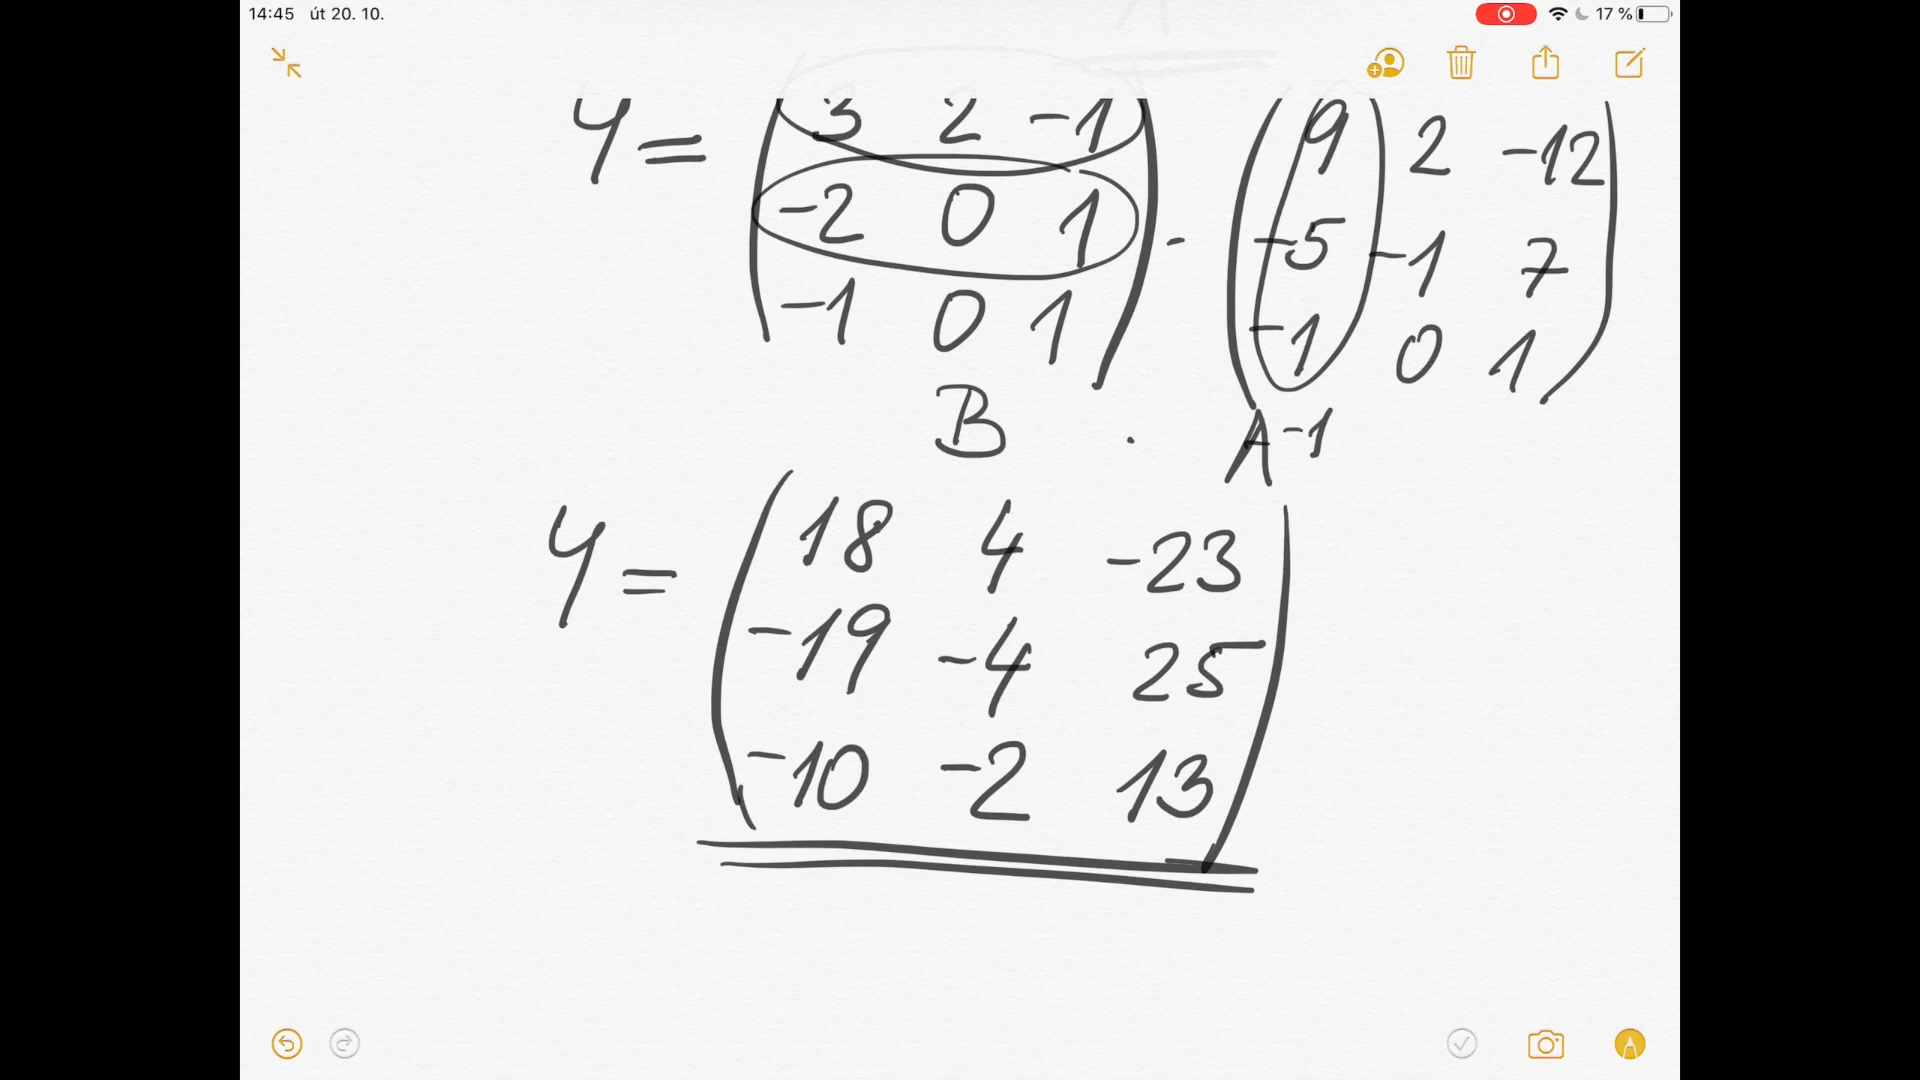 14:45 út 20. 10. 17 %
Y = ( 3 2 -1 ) ( 9 2 -12 )
-2 0 1 · -5 -1 7
-1 0 1 -1 0 1
B · A-1
Y = ( 18 4 -23 )
-19 -4 25
-10 -2 13